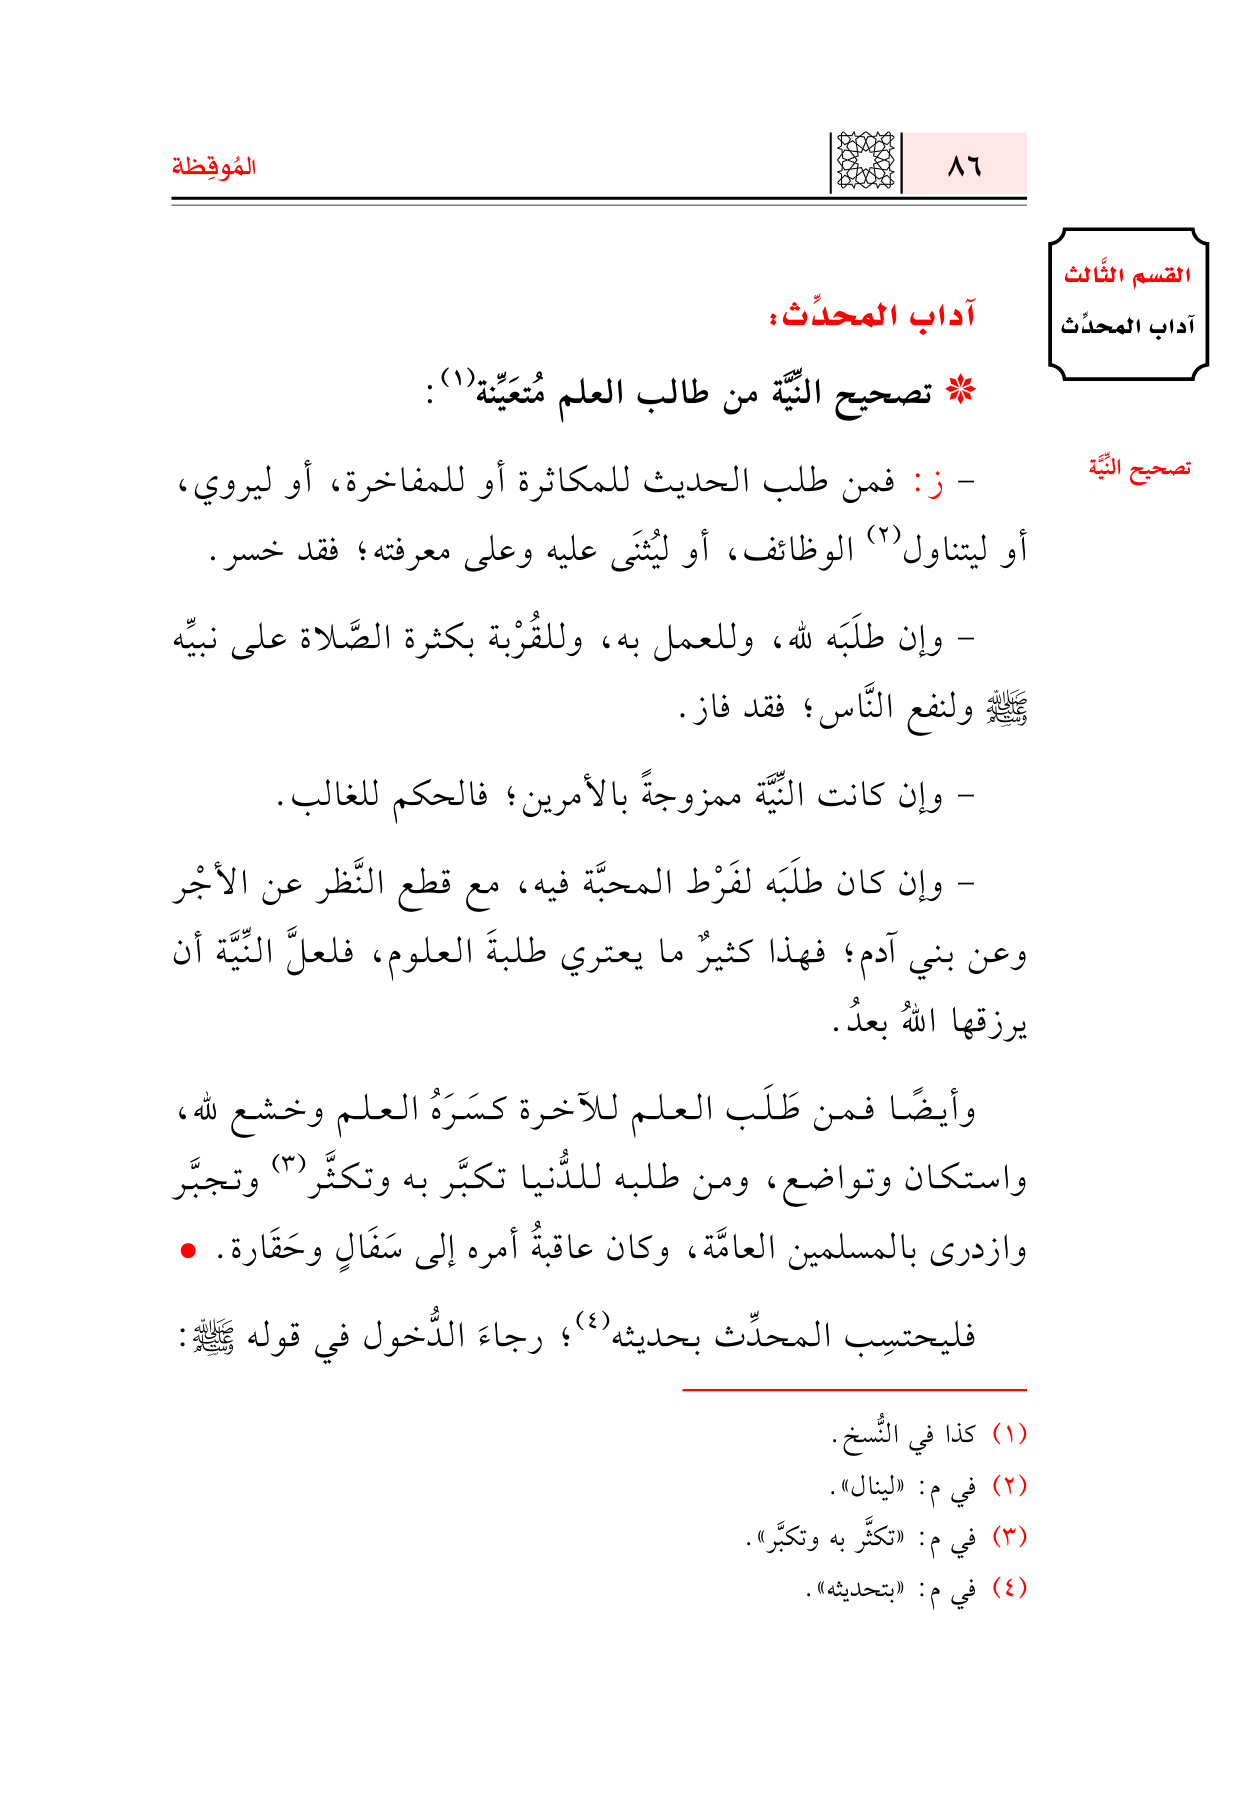 ٨٦
المُوقِظة
القسم الثَّالث
آداب المحدِّث
آداب المحدِّث:
❋ تصحيح النِّيَّة من طالب العلم مُتعَيِّنة(١):
تصحيح النِّيَّة
– ز: فمن طلب الحديث للمكاثرة أو للمفاخرة، أو ليروي،
أو ليتناول(٢) الوظائف، أو ليُثنَى عليه وعلى معرفته؛ فقد خسر.
– وإن طلَبَه لله، وللعمل به، وللقُرْبة بكثرة الصَّلاة على نبيِّه
ﷺ ولنفع النَّاس؛ فقد فاز.
– وإن كانت النِّيَّة ممزوجةً بالأمرين؛ فالحكم للغالب.
– وإن كان طلَبَه لفَرْط المحبَّة فيه، مع قطع النَّظر عن الأجْر
وعن بني آدم؛ فهذا كثيرٌ ما يعتري طلبةَ العلوم، فلعلَّ النِّيَّة أن
يرزقها اللهُ بعدُ.
وأيضًا فمن طَلَب العلم للآخرة كسَرَهُ العلم وخشع لله،
واستكان وتواضع، ومن طلبه للدُّنيا تكبَّر به وتكثَّر(٣) وتجبَّر
وازدرى بالمسلمين العامَّة، وكان عاقبةُ أمره إلى سَفَالٍ وحَقَارة. •
فليحتسِب المحدِّث بحديثه(٤)؛ رجاءَ الدُّخول في قوله ﷺ:
(١) كذا في النُّسخ.
(٢) في م: «لينال».
(٣) في م: «تكثَّر به وتكبَّر».
(٤) في م: «بتحديثه».